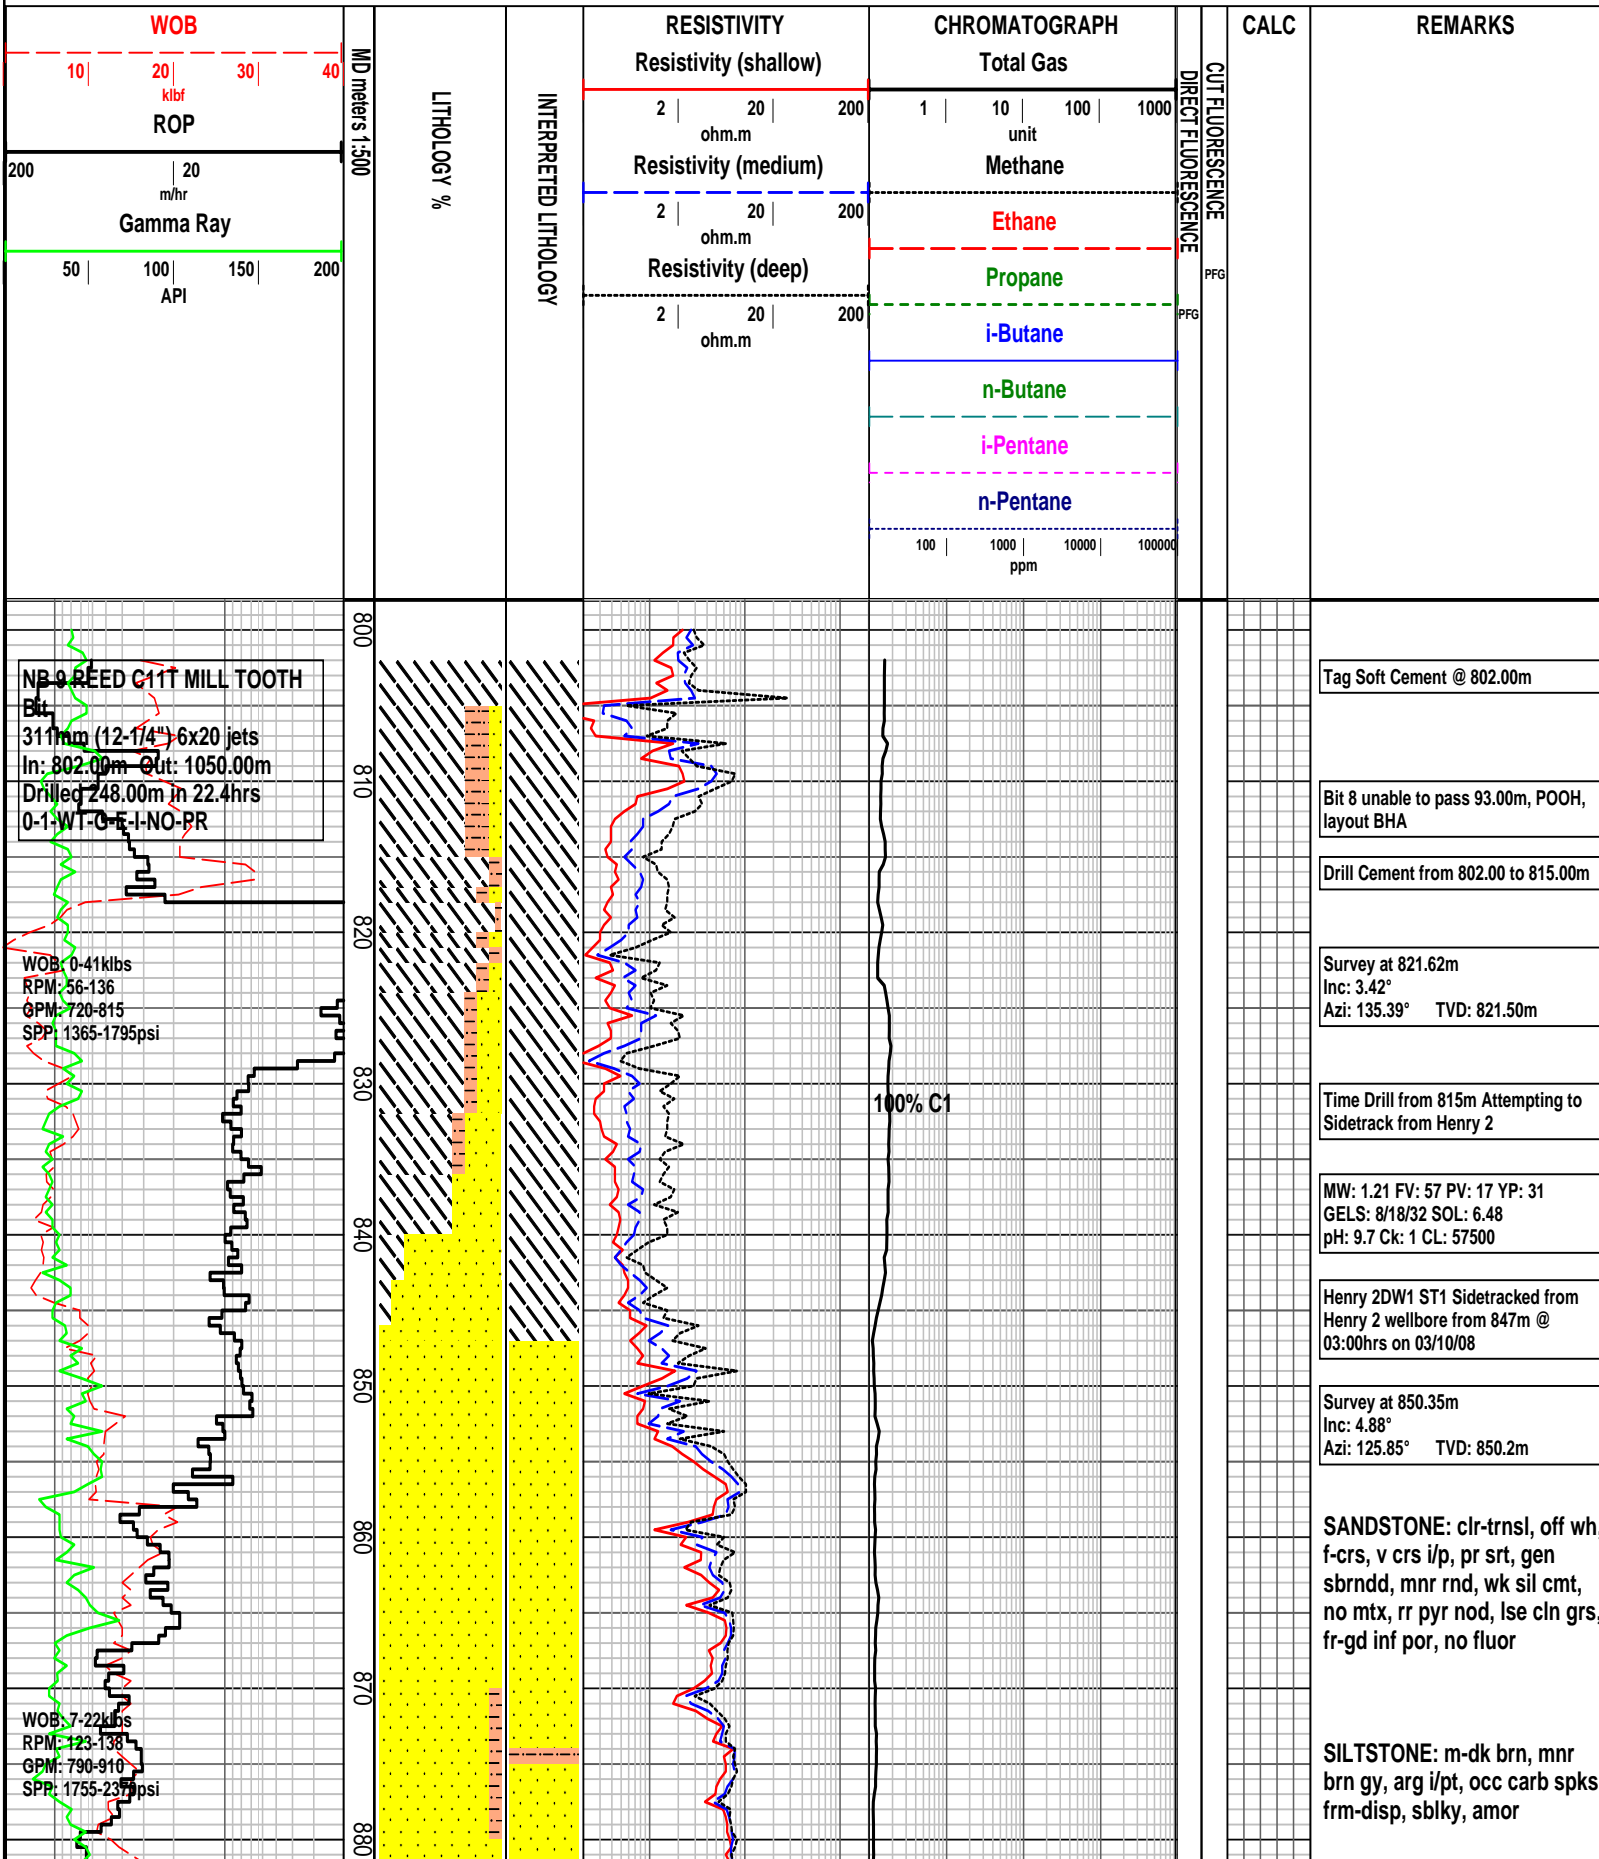 WOB
10 20 30 40
klbf
ROP
200 20
m/hr
Gamma Ray
50 100 150 200
API
MD meters 1:500
LITHOLOGY %
INTERPRETED LITHOLOGY
RESISTIVITY
Resistivity (shallow)
2 20 200
ohm.m
Resistivity (medium)
2 20 200
ohm.m
Resistivity (deep)
2 20 200
ohm.m
CHROMATOGRAPH
Total Gas
1 10 100 1000
unit
Methane
Ethane
Propane
i-Butane
n-Butane
i-Pentane
n-Pentane
100 1000 10000 100000
ppm
DIRECT FLUORESCENCE
PFG
CUT FLUORESCENCE
PFG
CALC
REMARKS
800
810
820
830
840
850
860
870
880
NB 9 REED C11T MILL TOOTH
Bit
311mm (12-1/4") 6x20 jets
In: 802.00m Out: 1050.00m
Drilled 248.00m in 22.4hrs
0-1-WT-G-E-I-NO-PR
WOB: 0-41klbs
RPM: 56-136
GPM: 720-815
SPP: 1365-1795psi
WOB: 7-22klbs
RPM: 123-138
GPM: 790-910
SPP: 1755-2379psi
100% C1
Tag Soft Cement @ 802.00m
Bit 8 unable to pass 93.00m, POOH,
layout BHA
Drill Cement from 802.00 to 815.00m
Survey at 821.62m
Inc: 3.42°
Azi: 135.39° TVD: 821.50m
Time Drill from 815m Attempting to
Sidetrack from Henry 2
MW: 1.21 FV: 57 PV: 17 YP: 31
GELS: 8/18/32 SOL: 6.48
pH: 9.7 Ck: 1 CL: 57500
Henry 2DW1 ST1 Sidetracked from
Henry 2 wellbore from 847m @
03:00hrs on 03/10/08
Survey at 850.35m
Inc: 4.88°
Azi: 125.85° TVD: 850.2m
SANDSTONE: clr-trnsl, off wh,
f-crs, v crs i/p, pr srt, gen
sbrndd, mnr rnd, wk sil cmt,
no mtx, rr pyr nod, lse cln grs,
fr-gd inf por, no fluor
SILTSTONE: m-dk brn, mnr
brn gy, arg i/pt, occ carb spks
frm-disp, sblky, amor